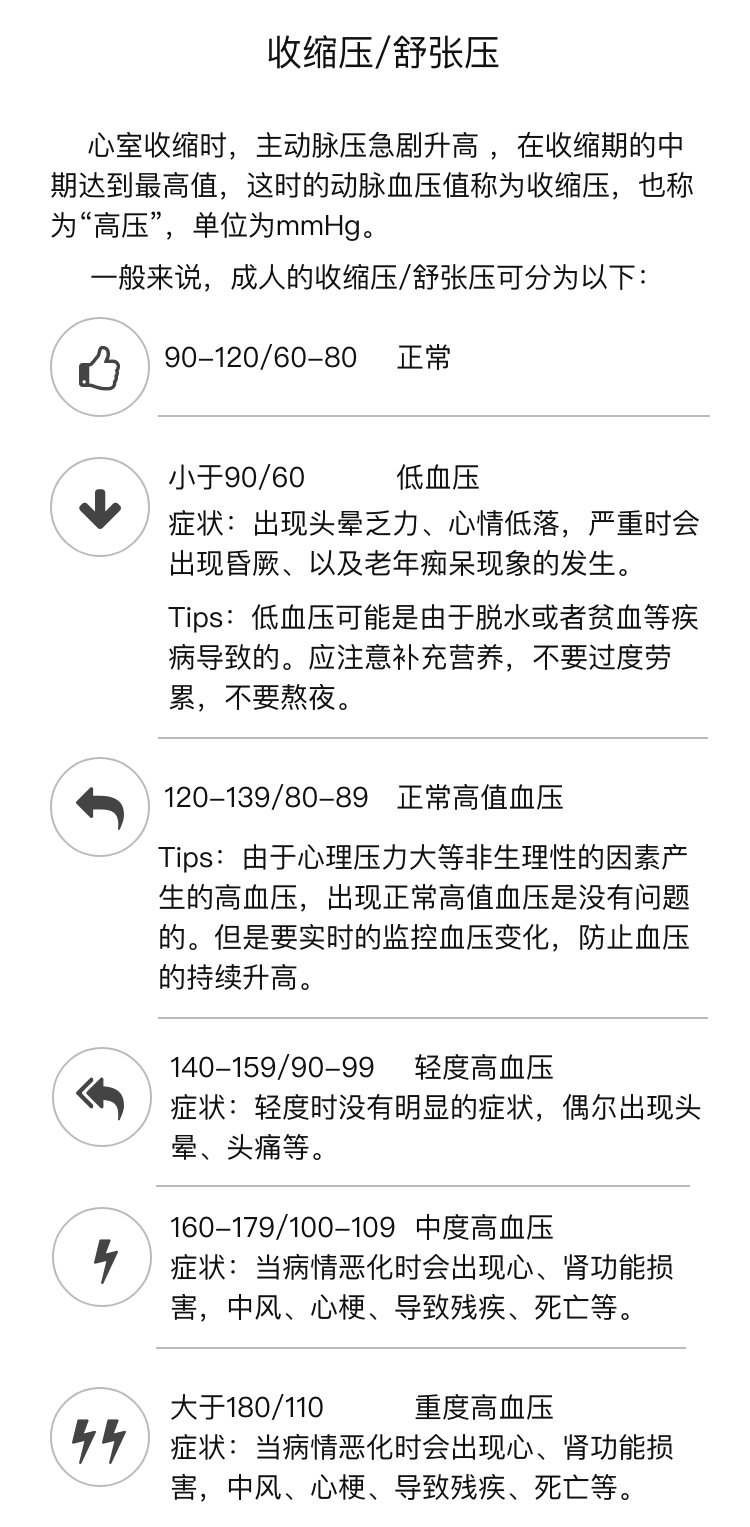 收缩压/舒张压
心室收缩时，主动脉压急剧升高 ，在收缩期的中
期达到最高值，这时的动脉血压值称为收缩压，也称
为“高压”，单位为mmHg。
一般来说，成人的收缩压/舒张压可分为以下：
90–120/60–80 正常
小于90/60 低血压
症状：出现头晕乏力、心情低落，严重时会
出现昏厥、以及老年痴呆现象的发生。
Tips：低血压可能是由于脱水或者贫血等疾
病导致的。应注意补充营养，不要过度劳
累，不要熬夜。
120–139/80–89 正常高值血压
Tips：由于心理压力大等非生理性的因素产
生的高血压，出现正常高值血压是没有问题
的。但是要实时的监控血压变化，防止血压
的持续升高。
140–159/90–99 轻度高血压
症状：轻度时没有明显的症状，偶尔出现头
晕、头痛等。
160–179/100–109 中度高血压
症状：当病情恶化时会出现心、肾功能损
害，中风、心梗、导致残疾、死亡等。
大于180/110 重度高血压
症状：当病情恶化时会出现心、肾功能损
害，中风、心梗、导致残疾、死亡等。